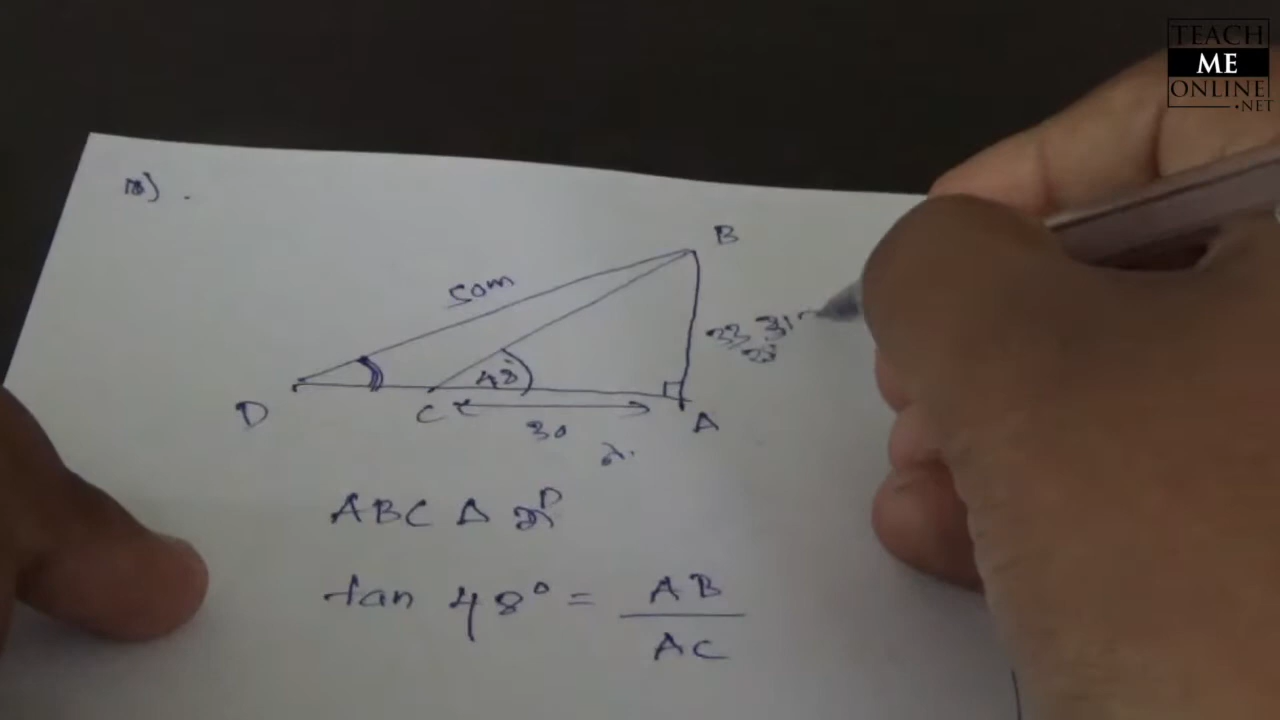 TEACH
ME
ONLINE
.NET
B
50m
48°
D
C
A
30
ABC Δ
tan 48° = AB
AC